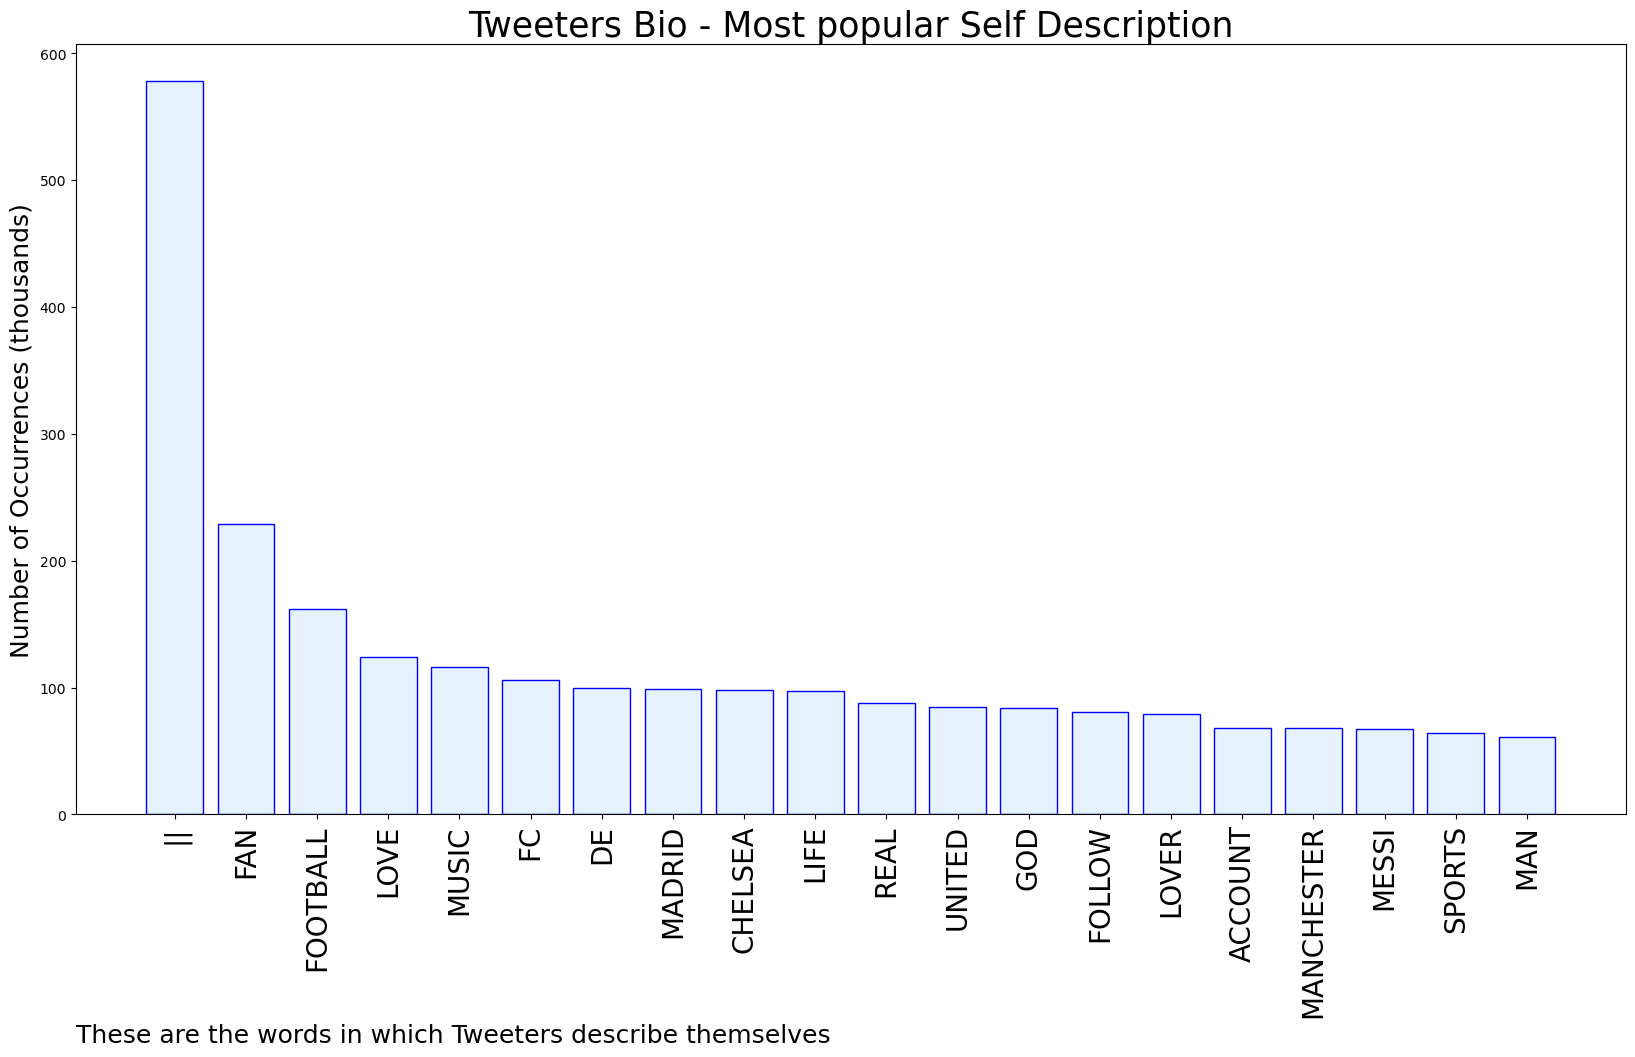 Tweeters Bio - Most popular Self Description
Number of Occurrences (thousands)
600
500
400
300
200
100
0
||
FAN
FOOTBALL
LOVE
MUSIC
FC
DE
MADRID
CHELSEA
LIFE
REAL
UNITED
GOD
FOLLOW
LOVER
ACCOUNT
MANCHESTER
MESSI
SPORTS
MAN
These are the words in which Tweeters describe themselves